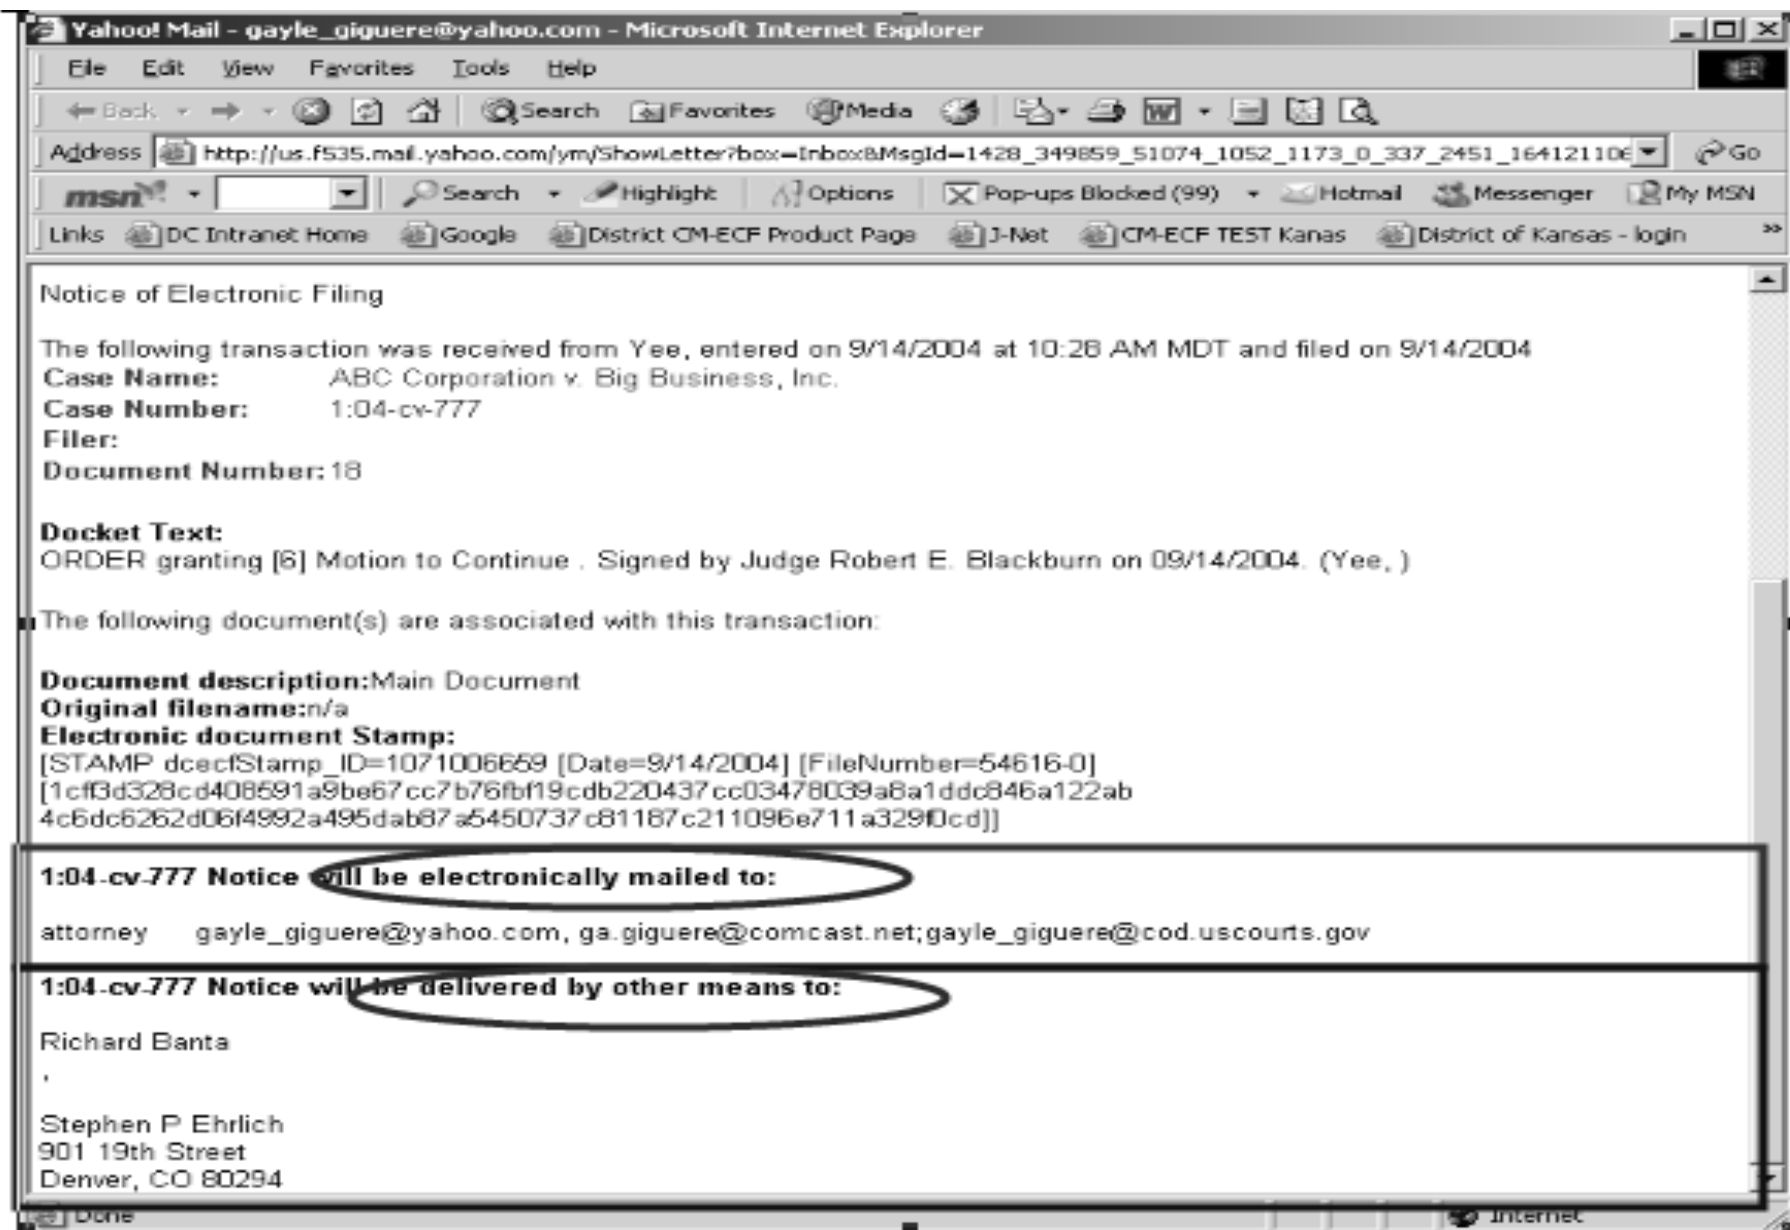 Yahoo! Mail - gayle_giguere@yahoo.com - Microsoft Internet Explorer
File Edit View Favorites Tools Help
Back Search Favorites Media
Address http://us.f535.mail.yahoo.com/ym/ShowLetter?box=Inbox&MsgId=1428_349859_51074_1052_1173_0_337_2451_164121106 Go
msn Search Highlight Options Pop-ups Blocked (99) Hotmail Messenger My MSN
Links DC Intranet Home Google District CM-ECF Product Page J-Net CM-ECF TEST Kanas District of Kansas - login »
Notice of Electronic Filing
The following transaction was received from Yee, entered on 9/14/2004 at 10:28 AM MDT and filed on 9/14/2004
Case Name: ABC Corporation v. Big Business, Inc.
Case Number: 1:04-cv-777
Filer:
Document Number: 18
Docket Text:
ORDER granting [6] Motion to Continue . Signed by Judge Robert E. Blackburn on 09/14/2004. (Yee, )
The following document(s) are associated with this transaction:
Document description:Main Document
Original filename:n/a
Electronic document Stamp:
[STAMP dcecfStamp_ID=1071006659 [Date=9/14/2004] [FileNumber=54616-0]
[1cff3d328cd408591a9be67cc7b76fbf19cdb220437cc03478039a8a1ddc846a122ab
4c6dc6262d06f4992a495dab87a5450737c81187c211096e711a329f0cd]]
1:04-cv-777 Notice will be electronically mailed to:
attorney gayle_giguere@yahoo.com, ga.giguere@comcast.net;gayle_giguere@cod.uscourts.gov
1:04-cv-777 Notice will be delivered by other means to:
Richard Banta
,
Stephen P Ehrlich
901 19th Street
Denver, CO 80294
Done Internet